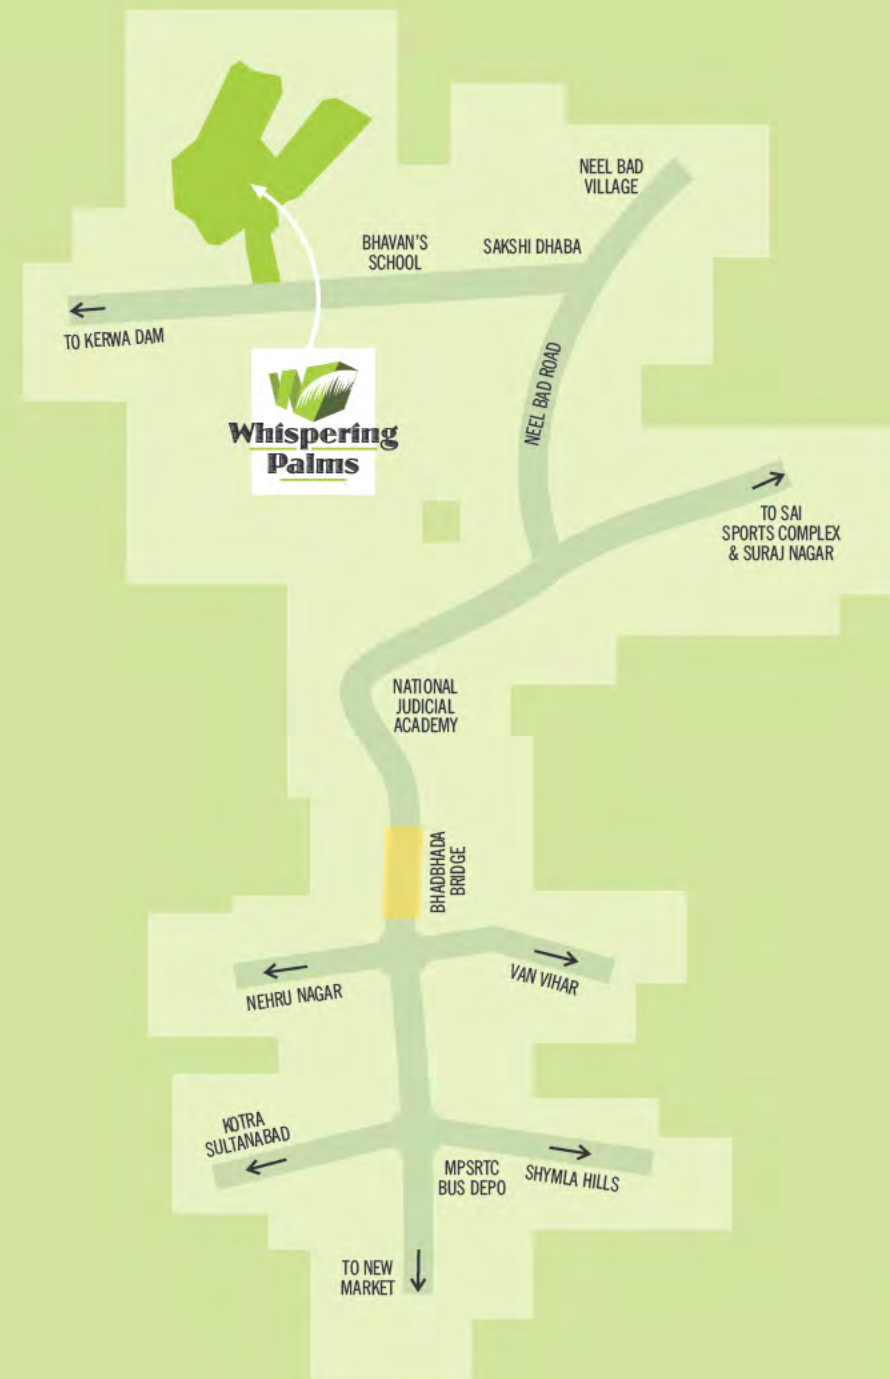 NEEL BAD
VILLAGE
BHAVAN'S
SCHOOL
SAKSHI DHABA
TO KERWA DAM
NEEL BAD ROAD
Whispering
Palms
TO SAI
SPORTS COMPLEX
& SURAJ NAGAR
NATIONAL
JUDICIAL
ACADEMY
BHADBHADA
BRIDGE
NEHRU NAGAR
VAN VIHAR
KOTRA
SULTANABAD
MPSRTC
BUS DEPO
SHYMLA HILLS
TO NEW
MARKET